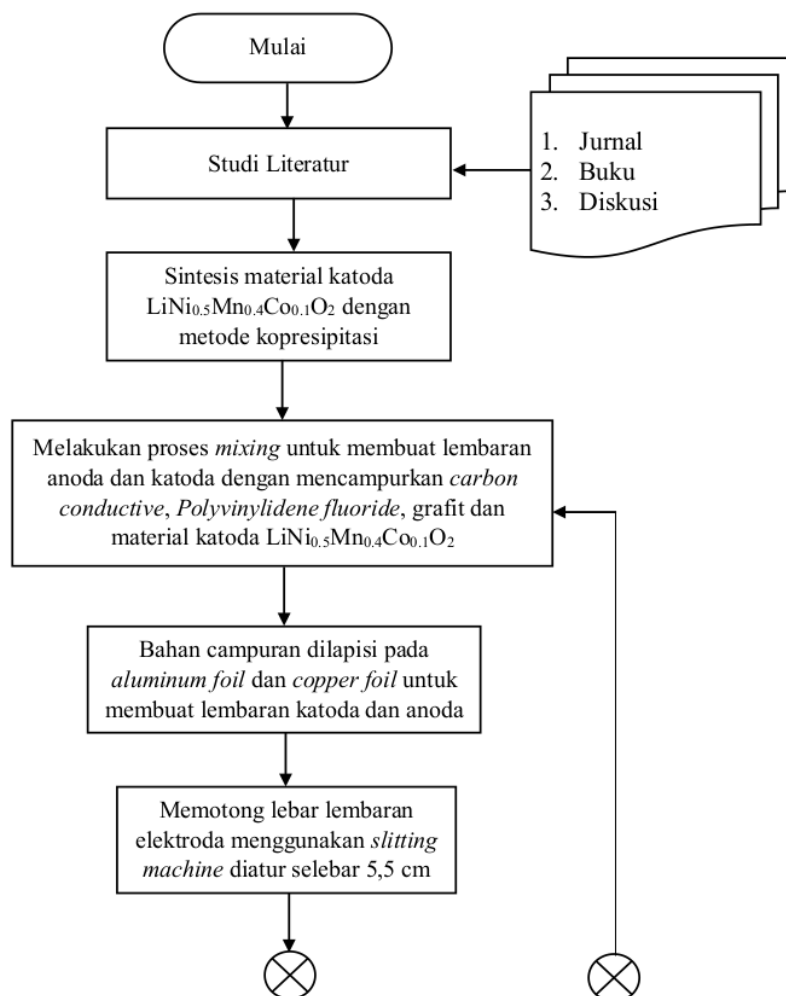 Mulai
Studi Literatur
1. Jurnal
2. Buku
3. Diskusi
Sintesis material katoda
LiNi₀.₅Mn₀.₄Co₀.₁O₂ dengan
metode kopresipitasi
Melakukan proses mixing untuk membuat lembaran
anoda dan katoda dengan mencampurkan carbon
conductive, Polyvinylidene fluoride, grafit dan
material katoda LiNi₀.₅Mn₀.₄Co₀.₁O₂
Bahan campuran dilapisi pada
aluminum foil dan copper foil untuk
membuat lembaran katoda dan anoda
Memotong lebar lembaran
elektroda menggunakan slitting
machine diatur selebar 5,5 cm